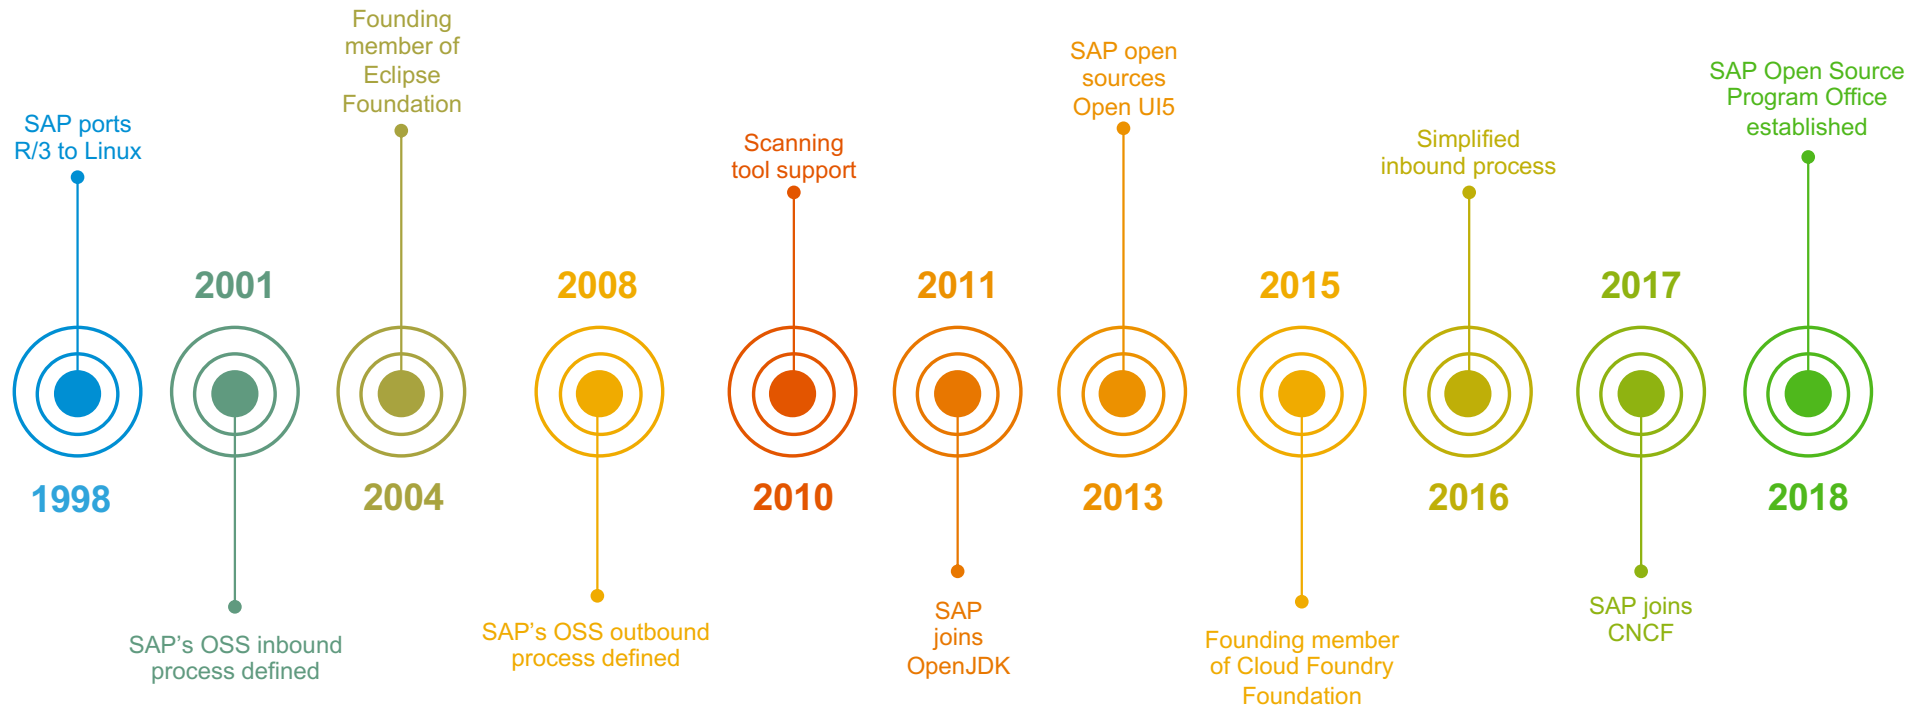 SAP ports
R/3 to Linux
1998
2001
SAP’s OSS inbound
process defined
Founding
member of
Eclipse
Foundation
2004
2008
SAP’s OSS outbound
process defined
Scanning
tool support
2010
2011
SAP
joins
OpenJDK
SAP open
sources
Open UI5
2013
2015
Founding member
of Cloud Foundry
Foundation
Simplified
inbound process
2016
2017
SAP joins
CNCF
SAP Open Source
Program Office
established
2018